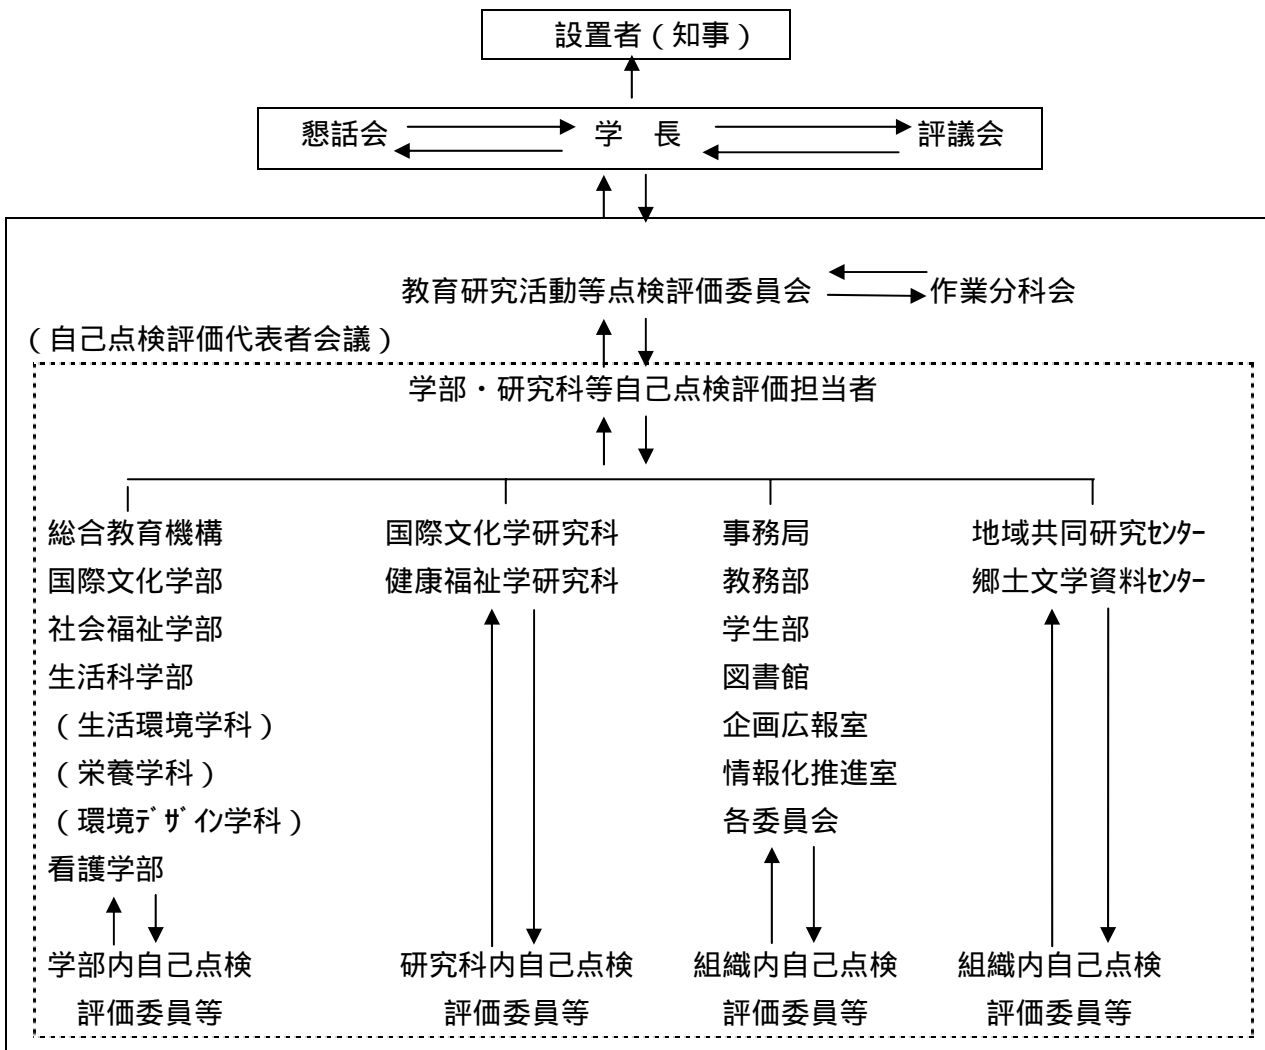 設置者（知事）
懇話会 学　長 評議会
教育研究活動等点検評価委員会 作業分科会
（自己点検評価代表者会議）
学部・研究科等自己点検評価担当者
総合教育機構
国際文化学部
社会福祉学部
生活科学部
（生活環境学科）
（栄養学科）
（環境ﾃﾞｻﾞｲﾝ学科）
看護学部
学部内自己点検
評価委員等
国際文化学研究科
健康福祉学研究科
研究科内自己点検
評価委員等
事務局
教務部
学生部
図書館
企画広報室
情報化推進室
各委員会
組織内自己点検
評価委員等
地域共同研究ｾﾝﾀｰ
郷土文学資料ｾﾝﾀｰ
組織内自己点検
評価委員等